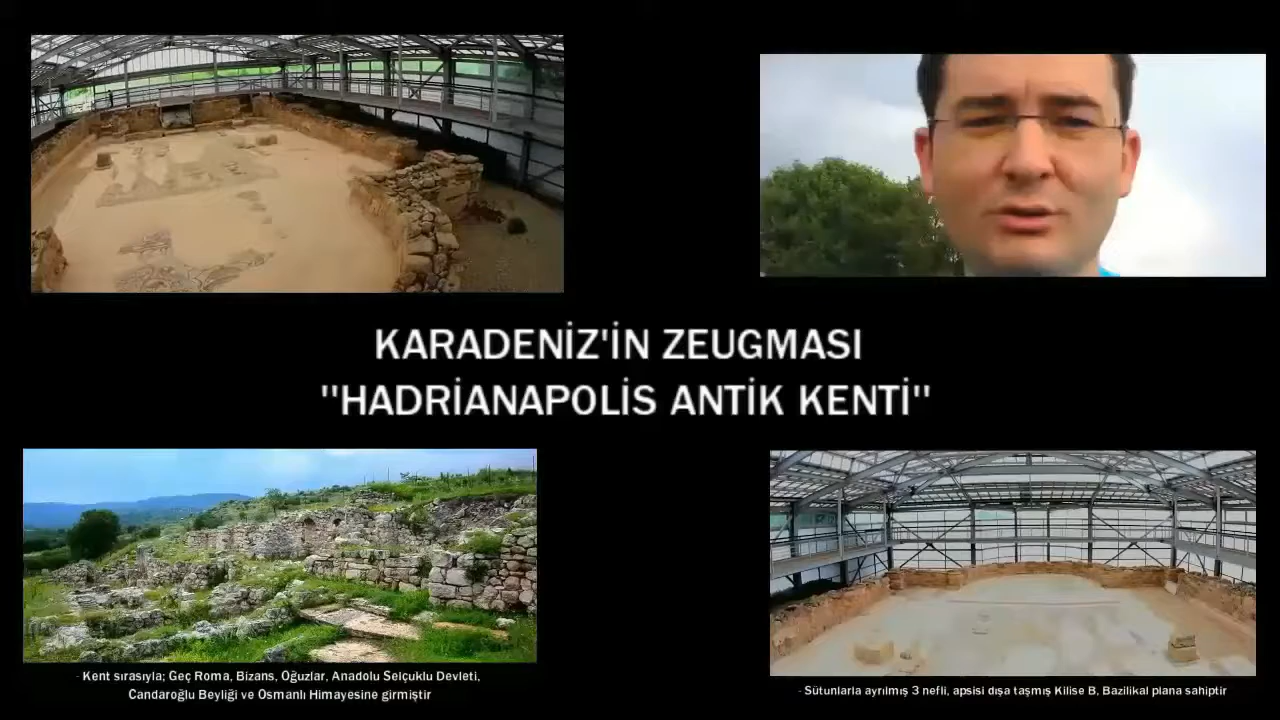 KARADENİZ'İN ZEUGMASI
"HADRİANAPOLİS ANTİK KENTİ"
- Kent sırasıyla; Geç Roma, Bizans, Oğuzlar, Anadolu Selçuklu Devleti,
Candaroğlu Beyliği ve Osmanlı Himayesine girmiştir
- Sütunlarla ayrılmış 3 nefli, apsisi dışa taşmış Kilise B, Bazilikal plana sahiptir